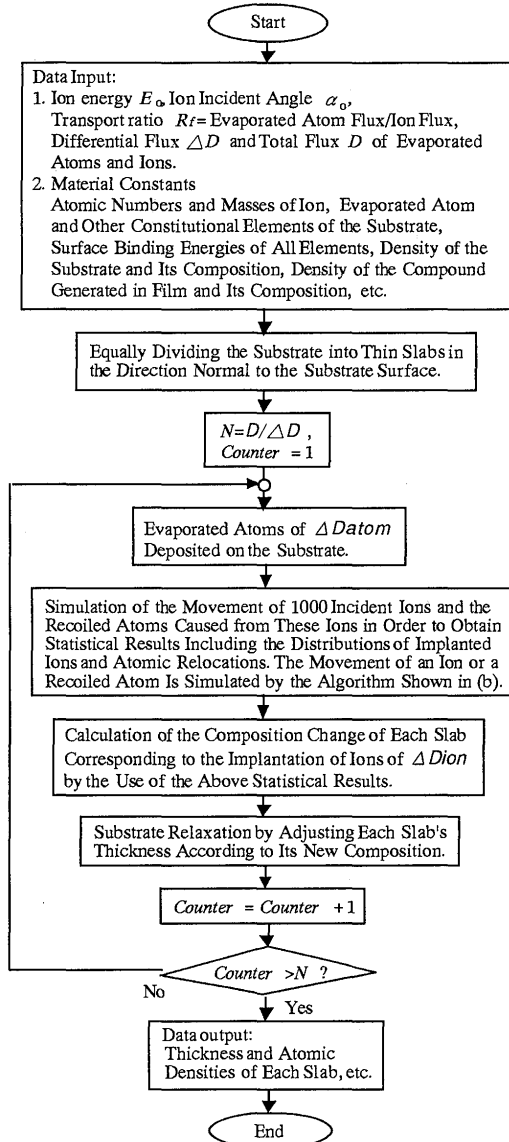 Start
Data Input:
1. Ion energy E₀, Ion Incident Angle α₀,
Transport ratio Rf= Evaporated Atom Flux/Ion Flux,
Differential Flux △D and Total Flux D of Evaporated
Atoms and Ions.
2. Material Constants
Atomic Numbers and Masses of Ion, Evaporated Atom
and Other Constitutional Elements of the Substrate,
Surface Binding Energies of All Elements, Density of the
Substrate and Its Composition, Density of the Compound
Generated in Film and Its Composition, etc.
Equally Dividing the Substrate into Thin Slabs in
the Direction Normal to the Substrate Surface.
N=D/△D ,
Counter = 1
Evaporated Atoms of △Datom
Deposited on the Substrate.
Simulation of the Movement of 1000 Incident Ions and the
Recoiled Atoms Caused from These Ions in Order to Obtain
Statistical Results Including the Distributions of Implanted
Ions and Atomic Relocations. The Movement of an Ion or a
Recoiled Atom Is Simulated by the Algorithm Shown in (b).
Calculation of the Composition Change of Each Slab
Corresponding to the Implantation of Ions of △Dion
by the Use of the Above Statistical Results.
Substrate Relaxation by Adjusting Each Slab's
Thickness According to Its New Composition.
Counter = Counter +1
Counter >N ?
No
Yes
Data output:
Thickness and Atomic
Densities of Each Slab, etc.
End